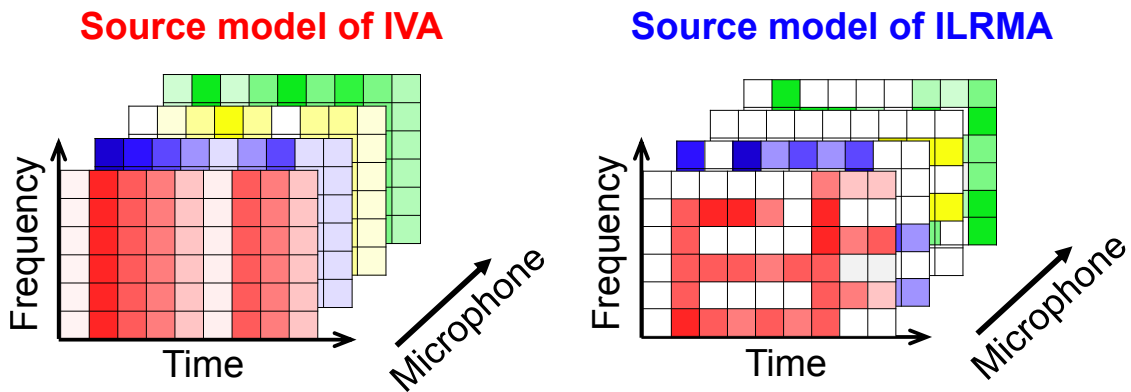 Source model of IVA
Frequency
Time
Microphone
Source model of ILRMA
Frequency
Time
Microphone